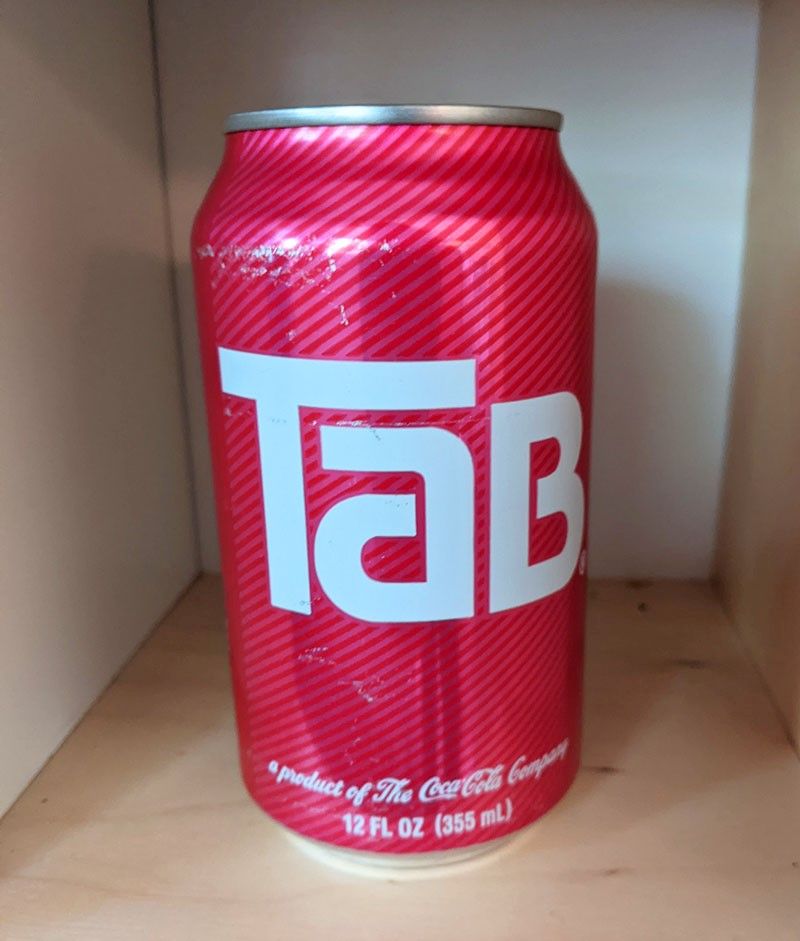 TaB®
a product of The Coca-Cola Company
12 FL OZ (355 mL)